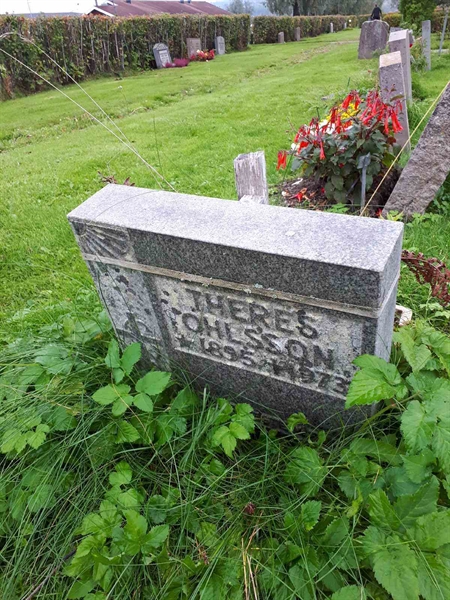 THERES
OHLSSON
* 1895 † 1973